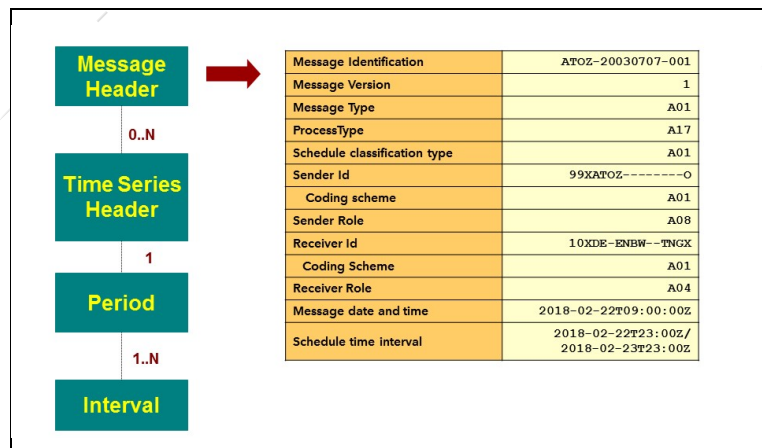 Message
Header
0..N
Time Series
Header
1
Period
1..N
Interval
Message Identification ATOZ-20030707-001
Message Version 1
Message Type A01
ProcessType A17
Schedule classification type A01
Sender Id 99XATOZ--------O
Coding scheme A01
Sender Role A08
Receiver Id 10XDE-ENBW--TNGX
Coding Scheme A01
Receiver Role A04
Message date and time 2018-02-22T09:00:00Z
Schedule time interval 2018-02-22T23:00Z/
2018-02-23T23:00Z